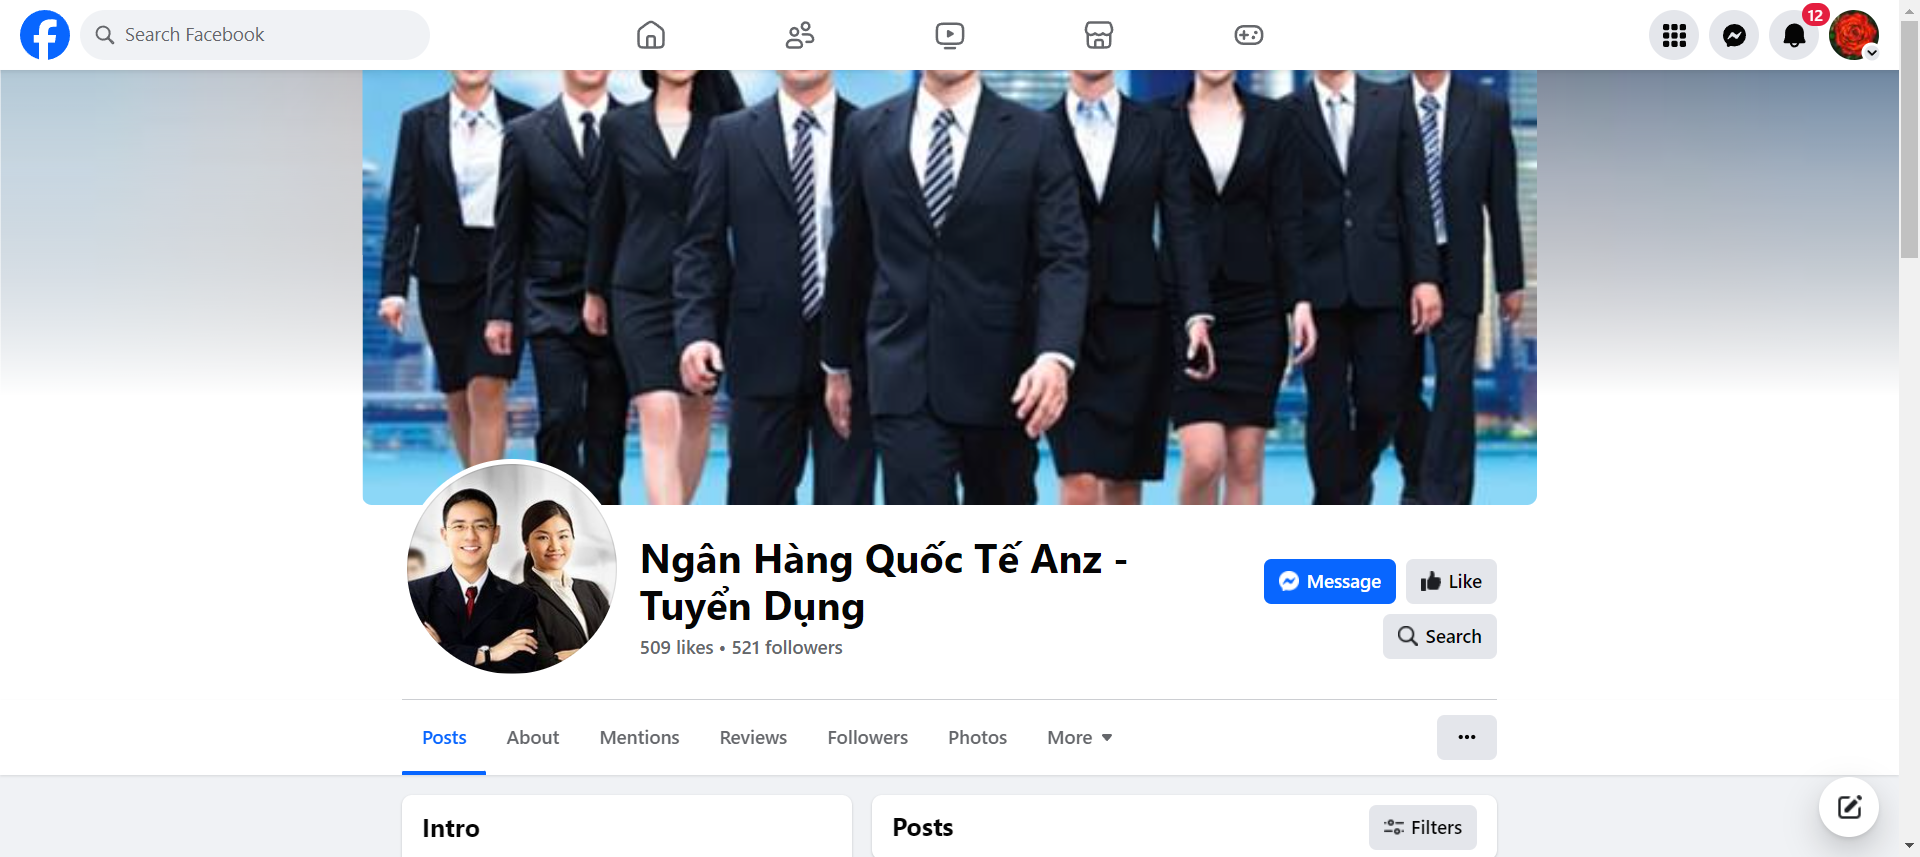 Search Facebook
12
Ngân Hàng Quốc Tế Anz -
Tuyển Dụng
509 likes • 521 followers
Message
Like
Search
Posts
About
Mentions
Reviews
Followers
Photos
More
Intro
Posts
Filters